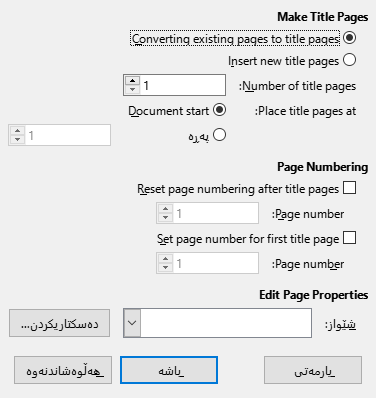 Make Title Pages
Converting existing pages to title pages
Insert new title pages
Number of title pages: 1
Place title pages at: Document start
پەڕە 1
Page Numbering
Reset page numbering after title pages
Page number: 1
Set page number for first title page
Page number: 1
Edit Page Properties
شێواز: دەسکتاریکردن...
یارمەتی باشە هەڵوەشاندنەوە